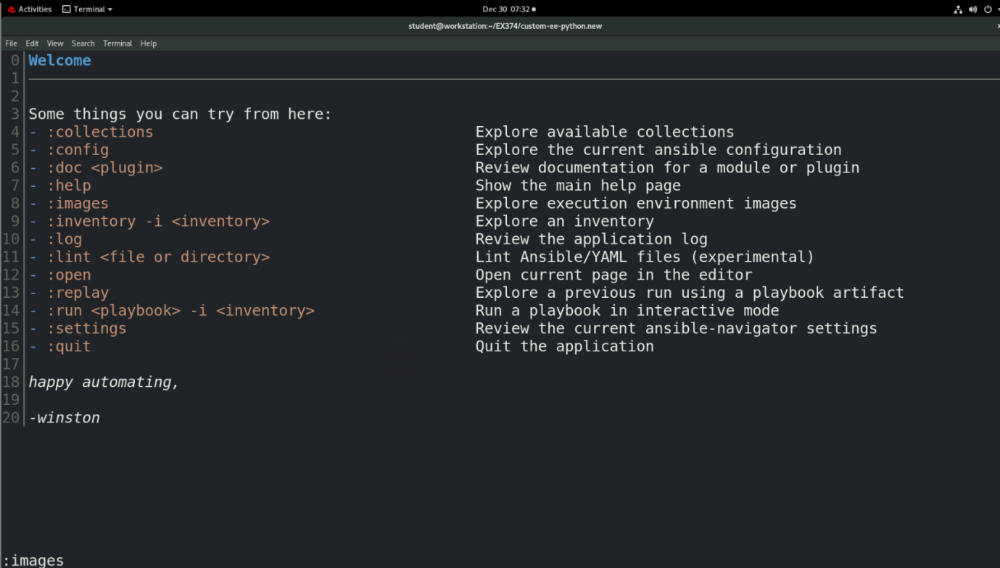 Activities Terminal Dec 30 07:32
student@workstation:~/EX374/custom-ee-python.new
File Edit View Search Terminal Help
0 Welcome
1
2
3 Some things you can try from here:
4 - :collections Explore available collections
5 - :config Explore the current ansible configuration
6 - :doc <plugin> Review documentation for a module or plugin
7 - :help Show the main help page
8 - :images Explore execution environment images
9 - :inventory -i <inventory> Explore an inventory
10 - :log Review the application log
11 - :lint <file or directory> Lint Ansible/YAML files (experimental)
12 - :open Open current page in the editor
13 - :replay Explore a previous run using a playbook artifact
14 - :run <playbook> -i <inventory> Run a playbook in interactive mode
15 - :settings Review the current ansible-navigator settings
16 - :quit Quit the application
17
18 happy automating,
19
20 -winston
:images